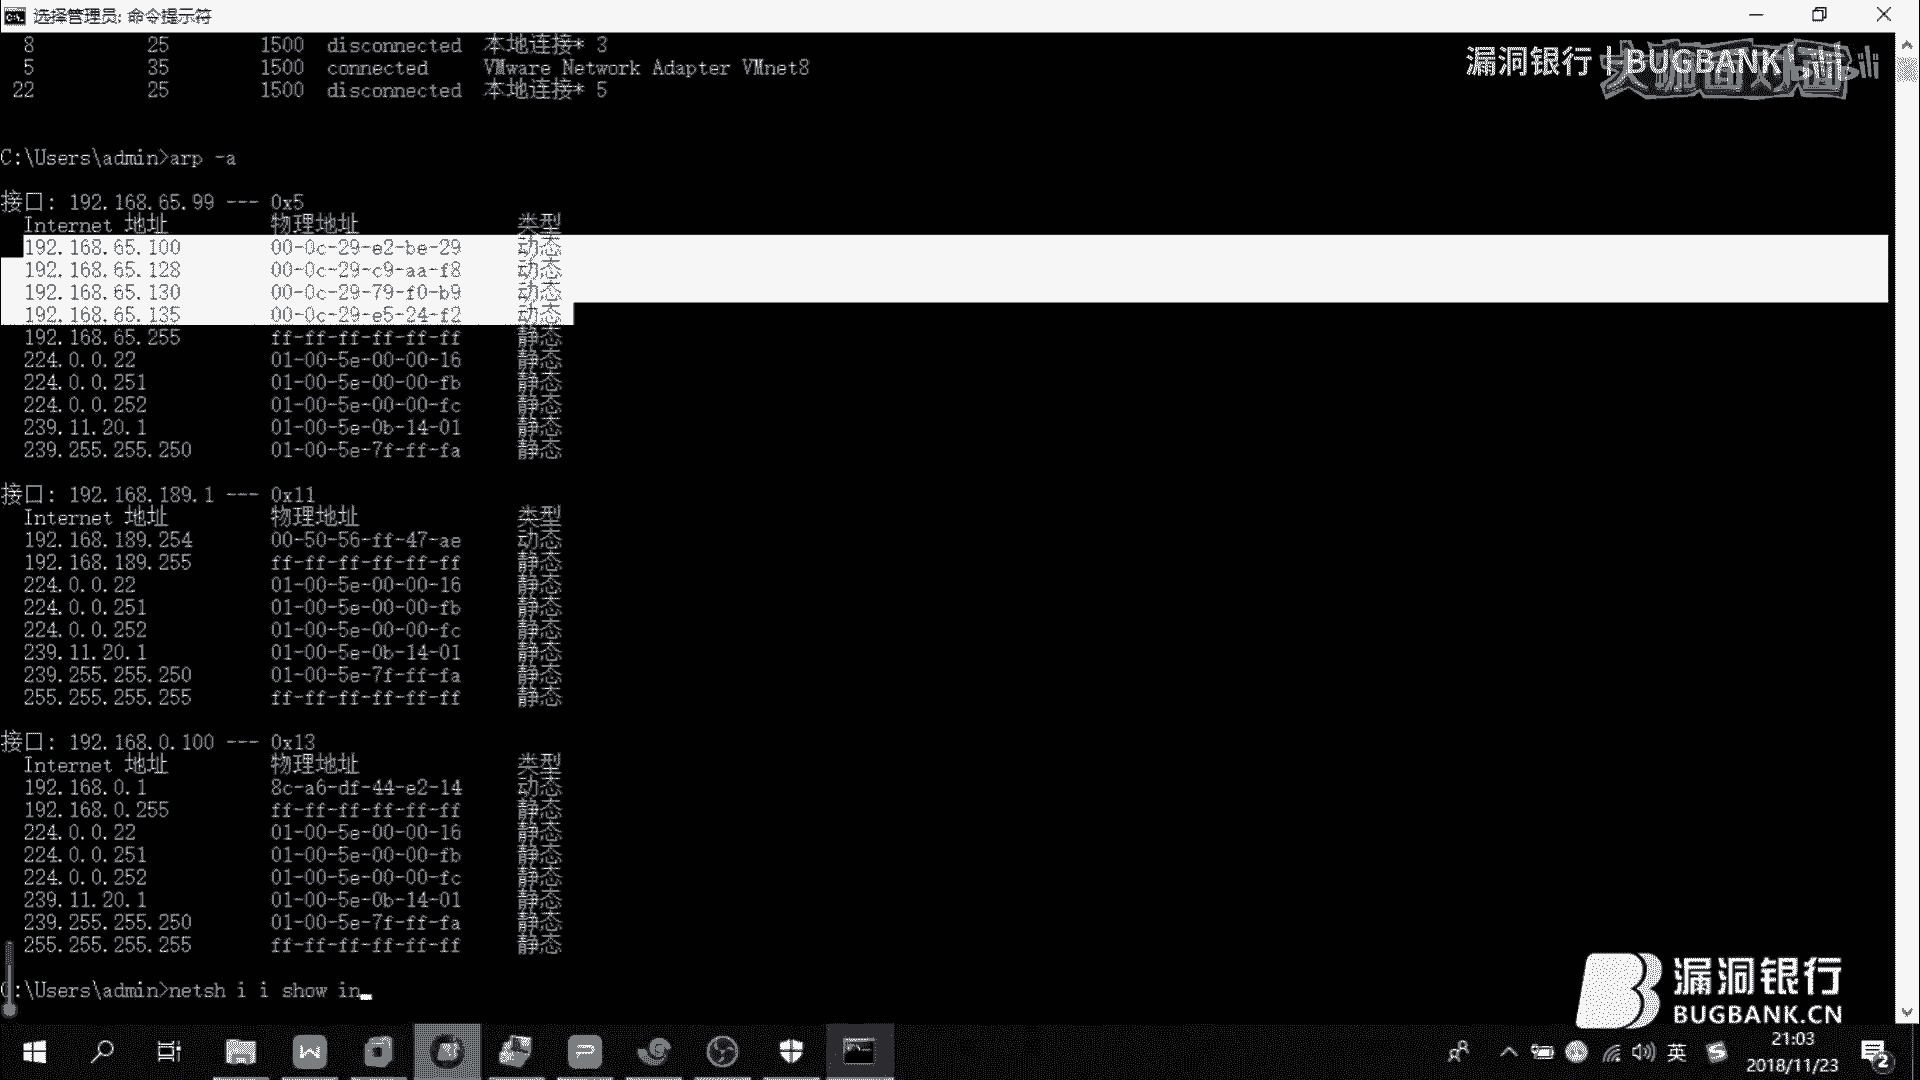 选择管理员: 命令提示符
8 25 1500 disconnected 本地连接* 3
5 35 1500 connected VMware Network Adapter VMnet8
22 25 1500 disconnected 本地连接* 5
漏洞银行 | BUGBANK
C:\Users\admin>arp -a
接口: 192.168.65.99 --- 0x5
Internet 地址 物理地址 类型
192.168.65.100 00-0c-29-e2-be-29 动态
192.168.65.128 00-0c-29-c9-aa-f8 动态
192.168.65.130 00-0c-29-79-f0-b9 动态
192.168.65.135 00-0c-29-e5-24-f2 动态
192.168.65.255 ff-ff-ff-ff-ff-ff 静态
224.0.0.22 01-00-5e-00-00-16 静态
224.0.0.251 01-00-5e-00-00-fb 静态
224.0.0.252 01-00-5e-00-00-fc 静态
239.11.20.1 01-00-5e-0b-14-01 静态
239.255.255.250 01-00-5e-7f-ff-fa 静态
接口: 192.168.189.1 --- 0x11
Internet 地址 物理地址 类型
192.168.189.254 00-50-56-ff-47-ae 动态
192.168.189.255 ff-ff-ff-ff-ff-ff 静态
224.0.0.22 01-00-5e-00-00-16 静态
224.0.0.251 01-00-5e-00-00-fb 静态
224.0.0.252 01-00-5e-00-00-fc 静态
239.11.20.1 01-00-5e-0b-14-01 静态
239.255.255.250 01-00-5e-7f-ff-fa 静态
255.255.255.255 ff-ff-ff-ff-ff-ff 静态
接口: 192.168.0.100 --- 0x13
Internet 地址 物理地址 类型
192.168.0.1 8c-a6-df-44-e2-14 动态
192.168.0.255 ff-ff-ff-ff-ff-ff 静态
224.0.0.22 01-00-5e-00-00-16 静态
224.0.0.251 01-00-5e-00-00-fb 静态
224.0.0.252 01-00-5e-00-00-fc 静态
239.11.20.1 01-00-5e-0b-14-01 静态
239.255.255.250 01-00-5e-7f-ff-fa 静态
255.255.255.255 ff-ff-ff-ff-ff-ff 静态
C:\Users\admin>netsh i i show in
漏洞银行
BUGBANK.CN
英
21:03
2018/11/23
2